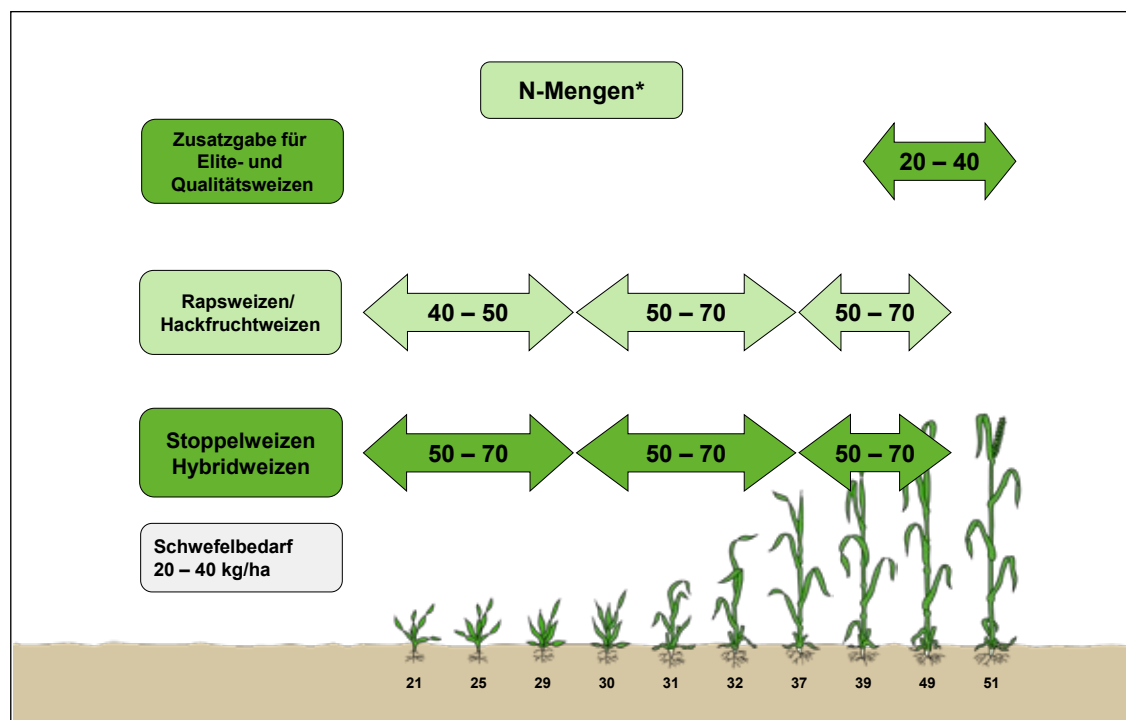 N-Mengen*
Zusatzgabe für
Elite- und
Qualitätsweizen
20 – 40
Rapsweizen/
Hackfruchtweizen
40 – 50
50 – 70
50 – 70
Stoppelweizen
Hybridweizen
50 – 70
50 – 70
50 – 70
Schwefelbedarf
20 – 40 kg/ha
21 25 29 30 31 32 37 39 49 51